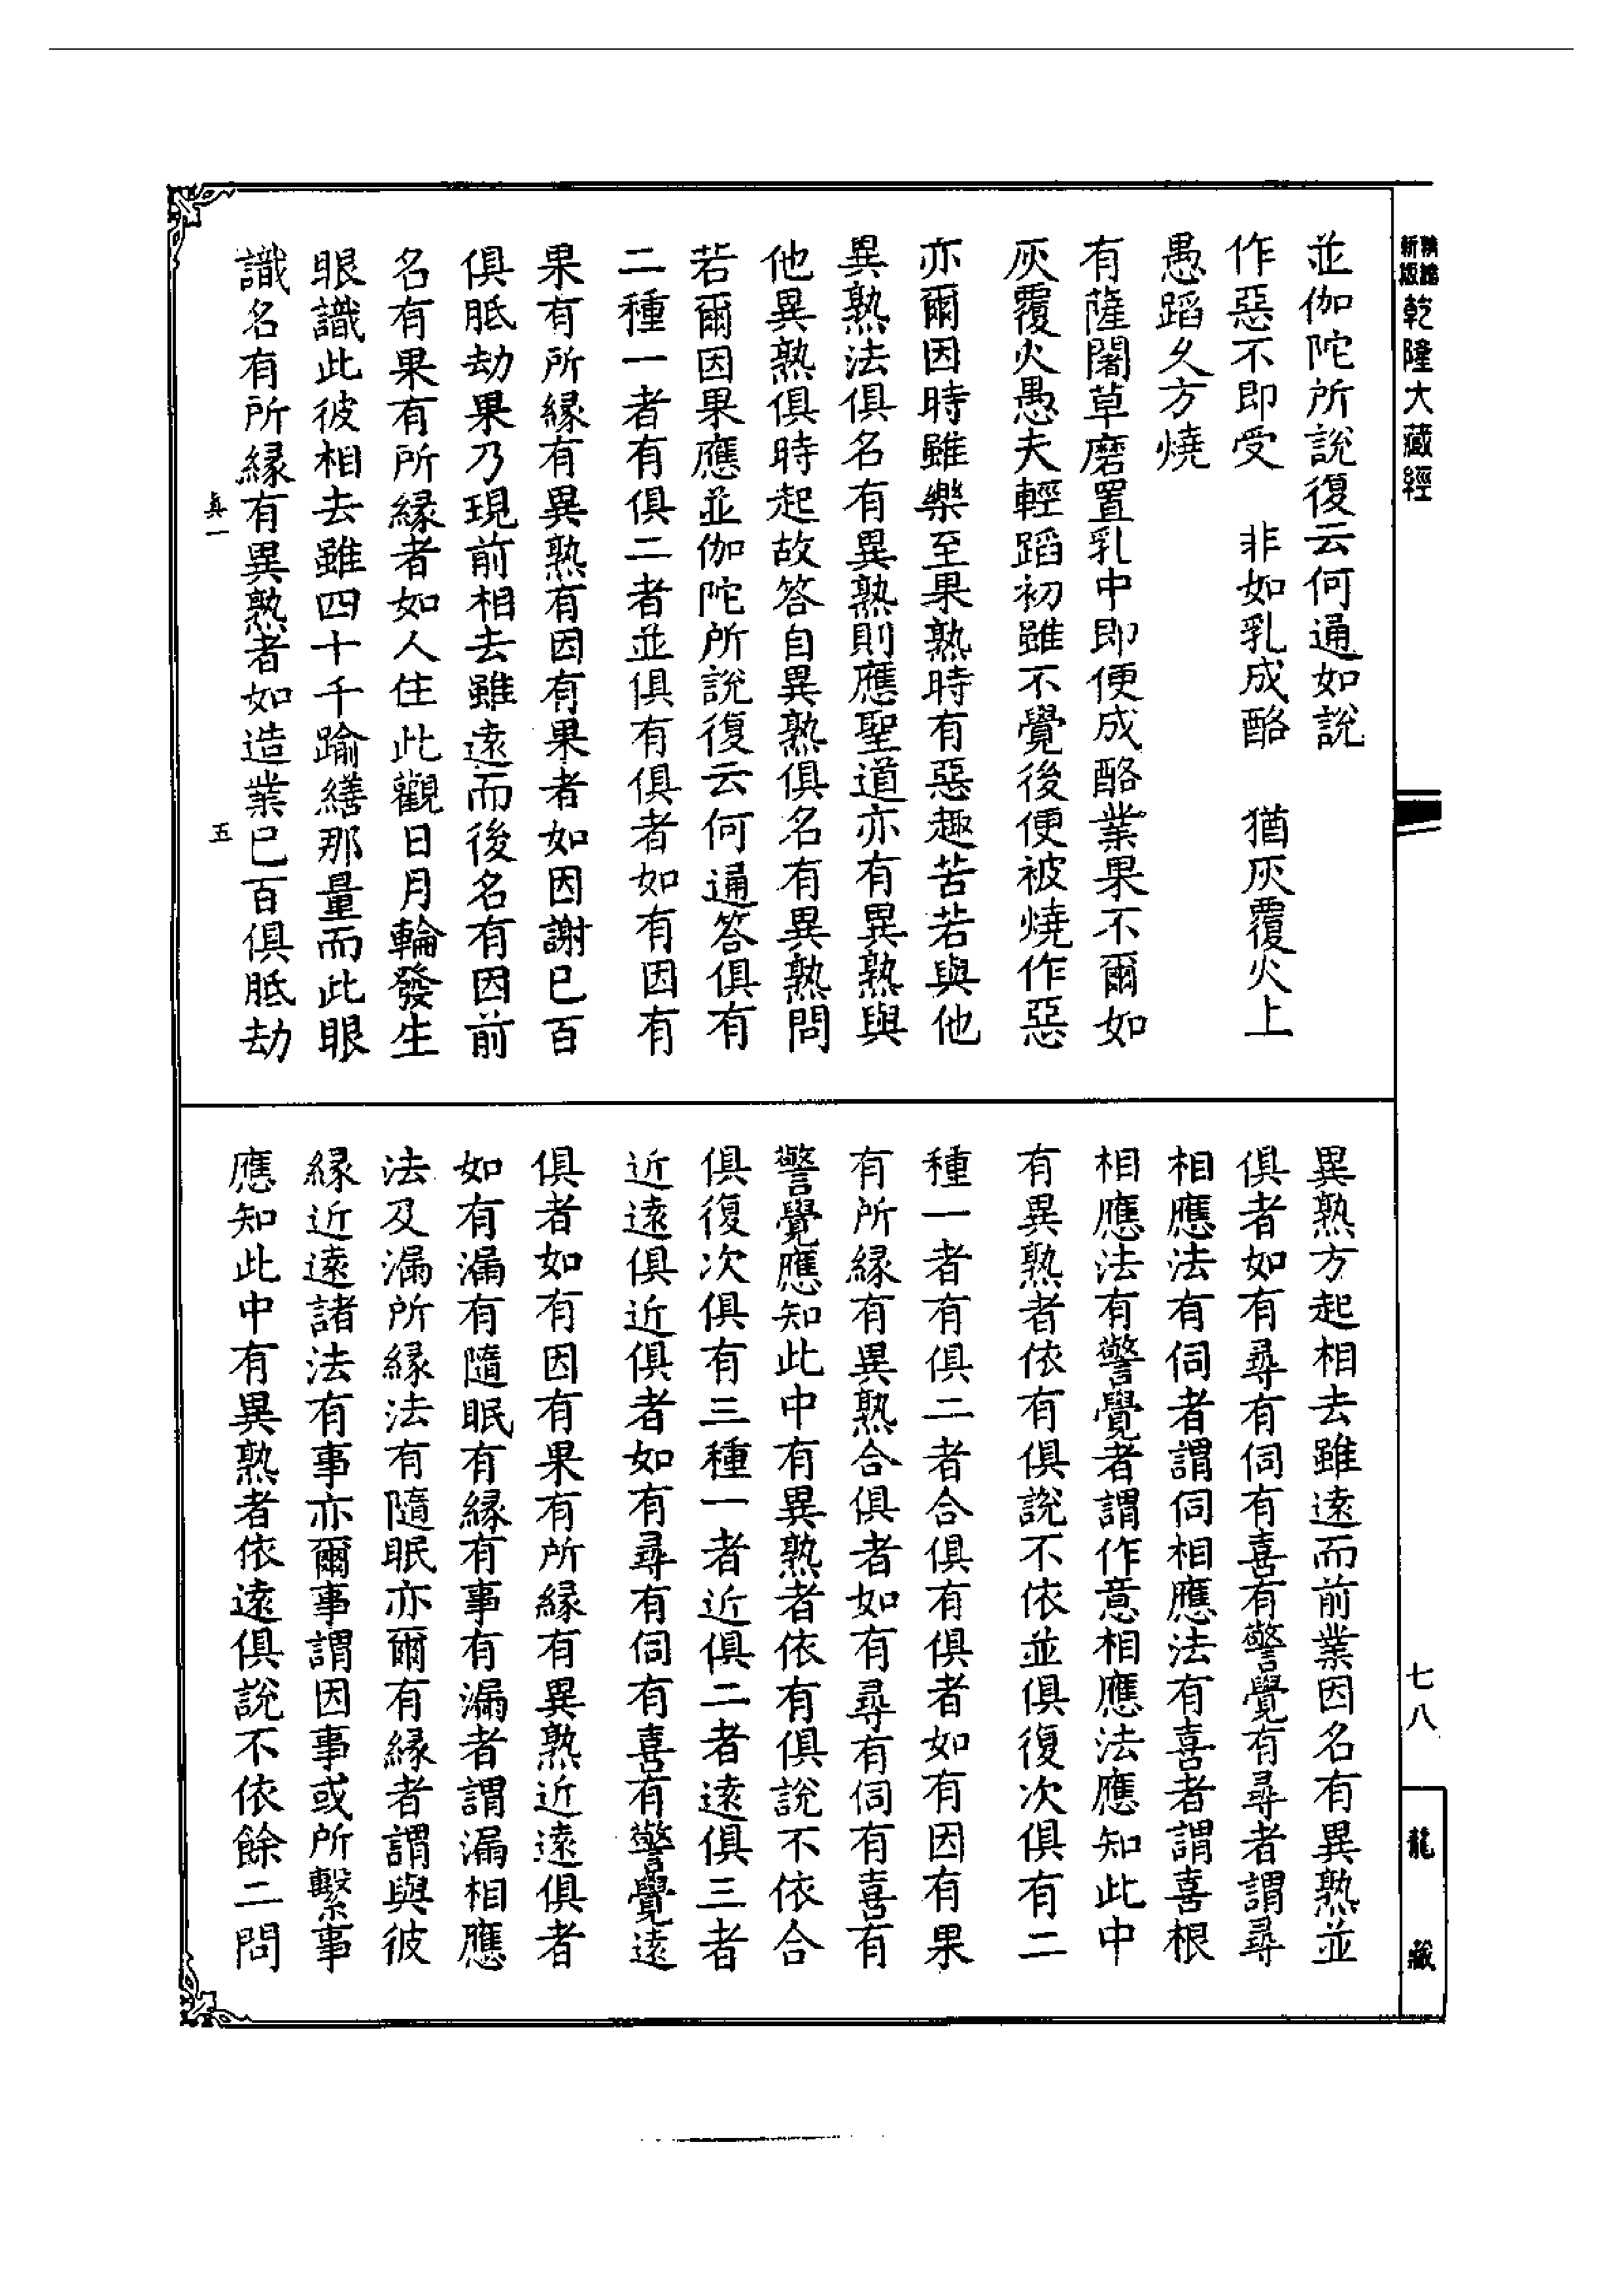 新版
乾隆大藏經
並伽陀所說復云何通如說
作惡不即受　非如乳成酪　猶灰覆火上
愚蹈久方燒
有薩闍草磨置乳中即便成酪業果不爾如
灰覆火愚夫輕蹈初雖不覺後便被燒作惡
亦爾因時雖樂至果熟時有惡趣苦若與他
異熟法俱名有異熟則應聖道亦有異熟與
他異熟俱時起故答自異熟俱名有異熟問
若爾因果應並伽陀所說復云何通答俱有
二種一者有俱二者並俱有俱者如有因有
果有所緣有異熟有因有果者如因謝已百
俱胝劫果乃現前相去雖遠而後名有因前
名有果有所緣者如人住此觀日月輪發生
眼識此彼相去雖四十千踰繕那量而此眼
識名有所緣有異熟者如造業已百俱胝劫
真一
五
異熟方起相去雖遠而前業因名有異熟並
俱者如有尋有伺有喜有警覺有尋者謂尋
相應法有伺者謂伺相應法有喜者謂喜根
相應法有警覺者謂作意相應法應知此中
有異熟者依有俱說不依並俱復次俱有二
種一者有俱二者合俱有俱者如有因有果
有所緣有異熟合俱者如有尋有伺有喜有
警覺應知此中有異熟者依有俱說不依合
俱復次俱有三種一者近俱二者遠俱三者
近遠俱近俱者如有尋有伺有喜有警覺遠
俱者如有因有果有所緣有異熟近遠俱者
如有漏有隨眠有緣有事有漏者謂漏相應
法及漏所緣法有隨眠亦爾有緣者謂與彼
緣近遠諸法有事亦爾事謂因事或所繫事
應知此中有異熟者依遠俱說不依餘二問
七八
龍藏